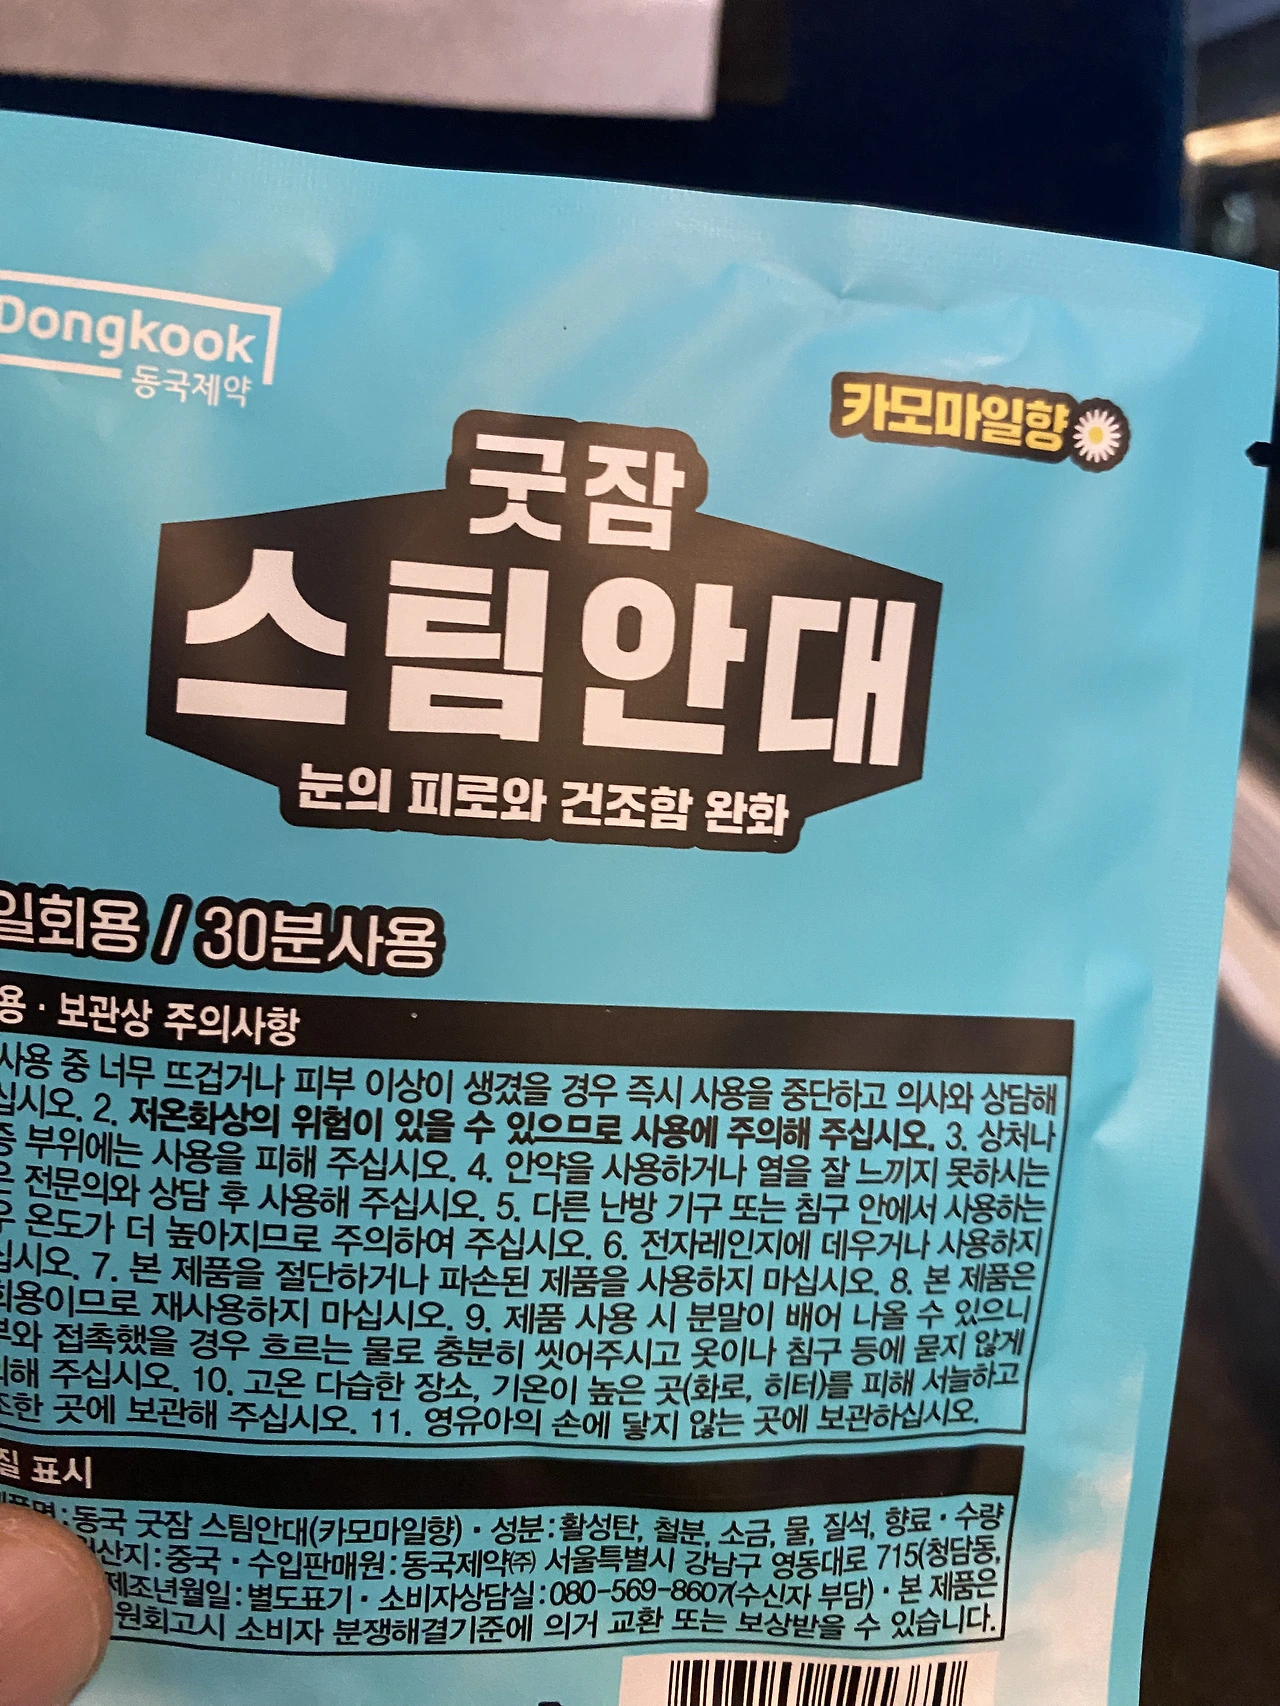 Dongkook
동국제약
카모마일향
굿잠
스팀안대
눈의 피로와 건조함 완화
일회용 / 30분사용
용 · 보관상 주의사항
사용 중 너무 뜨겁거나 피부 이상이 생겼을 경우 즉시 사용을 중단하고 의사와 상담해
십시오. 2. 저온화상의 위험이 있을 수 있으므로 사용에 주의해 주십시오. 3. 상처나
부위에는 사용을 피해 주십시오. 4. 안약을 사용하거나 열을 잘 느끼지 못하시는
전문의와 상담 후 사용해 주십시오. 5. 다른 난방 기구 또는 침구 안에서 사용하는
온도가 더 높아지므로 주의하여 주십시오. 6. 전자레인지에 데우거나 사용하지
십시오. 7. 본 제품을 절단하거나 파손된 제품을 사용하지 마십시오. 8. 본 제품은
회용이므로 재사용하지 마십시오. 9. 제품 사용 시 분말이 배어 나올 수 있으니
부와 접촉했을 경우 흐르는 물로 충분히 씻어주시고 옷이나 침구 등에 묻지 않게
해 주십시오. 10. 고온 다습한 장소, 기온이 높은 곳(화로, 히터)를 피해 서늘하고
조한 곳에 보관해 주십시오. 11. 영유아의 손에 닿지 않는 곳에 보관하십시오.
질 표시
: 동국 굿잠 스팀안대(카모마일향) · 성분 : 활성탄, 철분, 소금, 물, 질석, 향료 · 수량
산지 : 중국 · 수입판매원 : 동국제약㈜ 서울특별시 강남구 영동대로 715(청담동,
제조년월일 : 별도표기 · 소비자상담실 : 080-569-8607(수신자 부담) · 본 제품은
원회고시 소비자 분쟁해결기준에 의거 교환 또는 보상받을 수 있습니다.